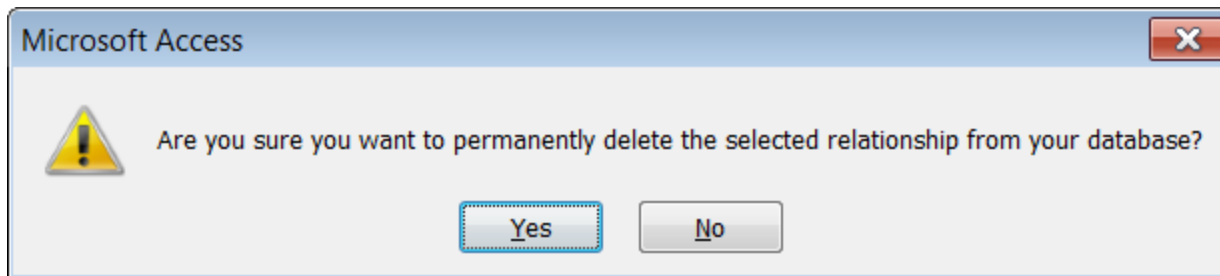 Microsoft Access
Are you sure you want to permanently delete the selected relationship from your database?
Yes No